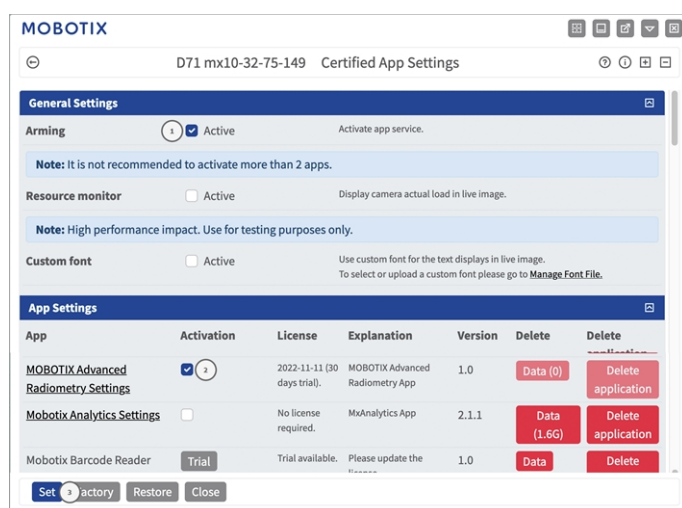 MOBOTIX
D71 mx10-32-75-149 Certified App Settings
General Settings
Arming 1 Active Activate app service.
Note: It is not recommended to activate more than 2 apps.
Resource monitor Active Display camera actual load in live image.
Note: High performance impact. Use for testing purposes only.
Custom font Active Use custom font for the text displays in live image.
To select or upload a custom font please go to Manage Font File.
App Settings
App Activation License Explanation Version Delete Delete
MOBOTIX Advanced 2 2022-11-11 (30 MOBOTIX Advanced 1.0 Data (0) Delete
Radiometry Settings days trial). Radiometry App application
Mobotix Analytics Settings No license MxAnalytics App 2.1.1 Data Delete
required. (1.6G) application
Mobotix Barcode Reader Trial Trial available. Please update the 1.0 Data Delete
Set 3 actory Restore Close